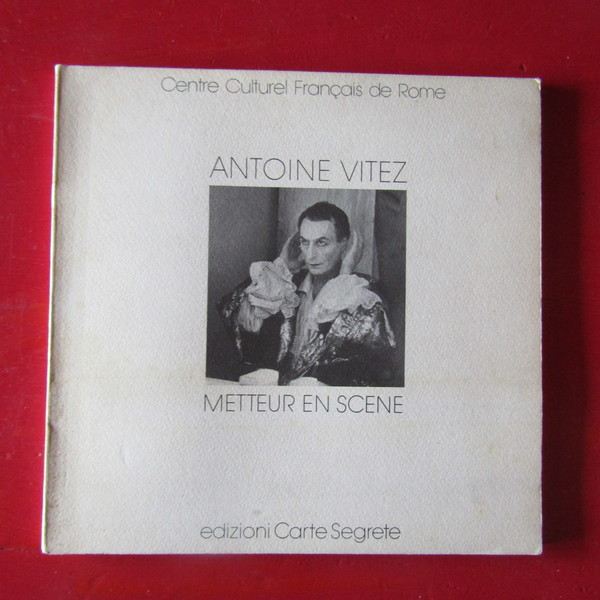 Centre Culturel Français de Rome
ANTOINE VITEZ
METTEUR EN SCENE
edizioni Carte Segrete